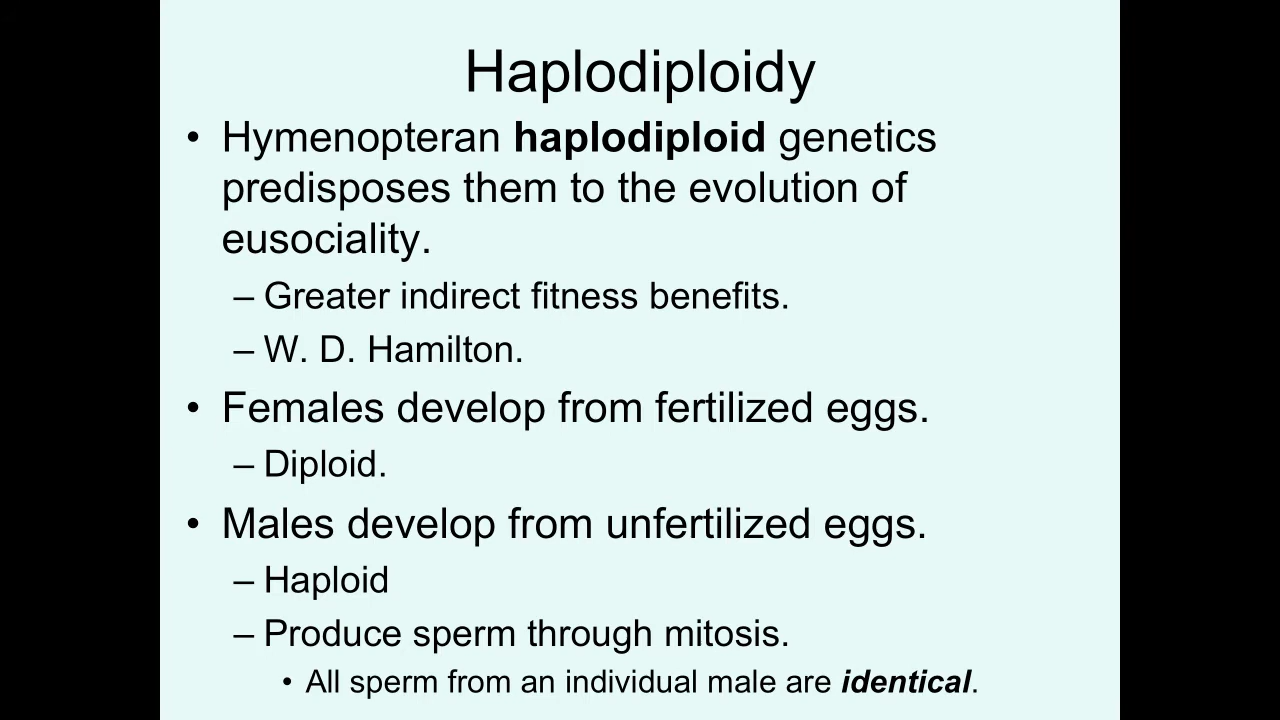 Haplodiploidy
• Hymenopteran haplodiploid genetics
predisposes them to the evolution of
eusociality.
– Greater indirect fitness benefits.
– W. D. Hamilton.
• Females develop from fertilized eggs.
– Diploid.
• Males develop from unfertilized eggs.
– Haploid
– Produce sperm through mitosis.
• All sperm from an individual male are identical.